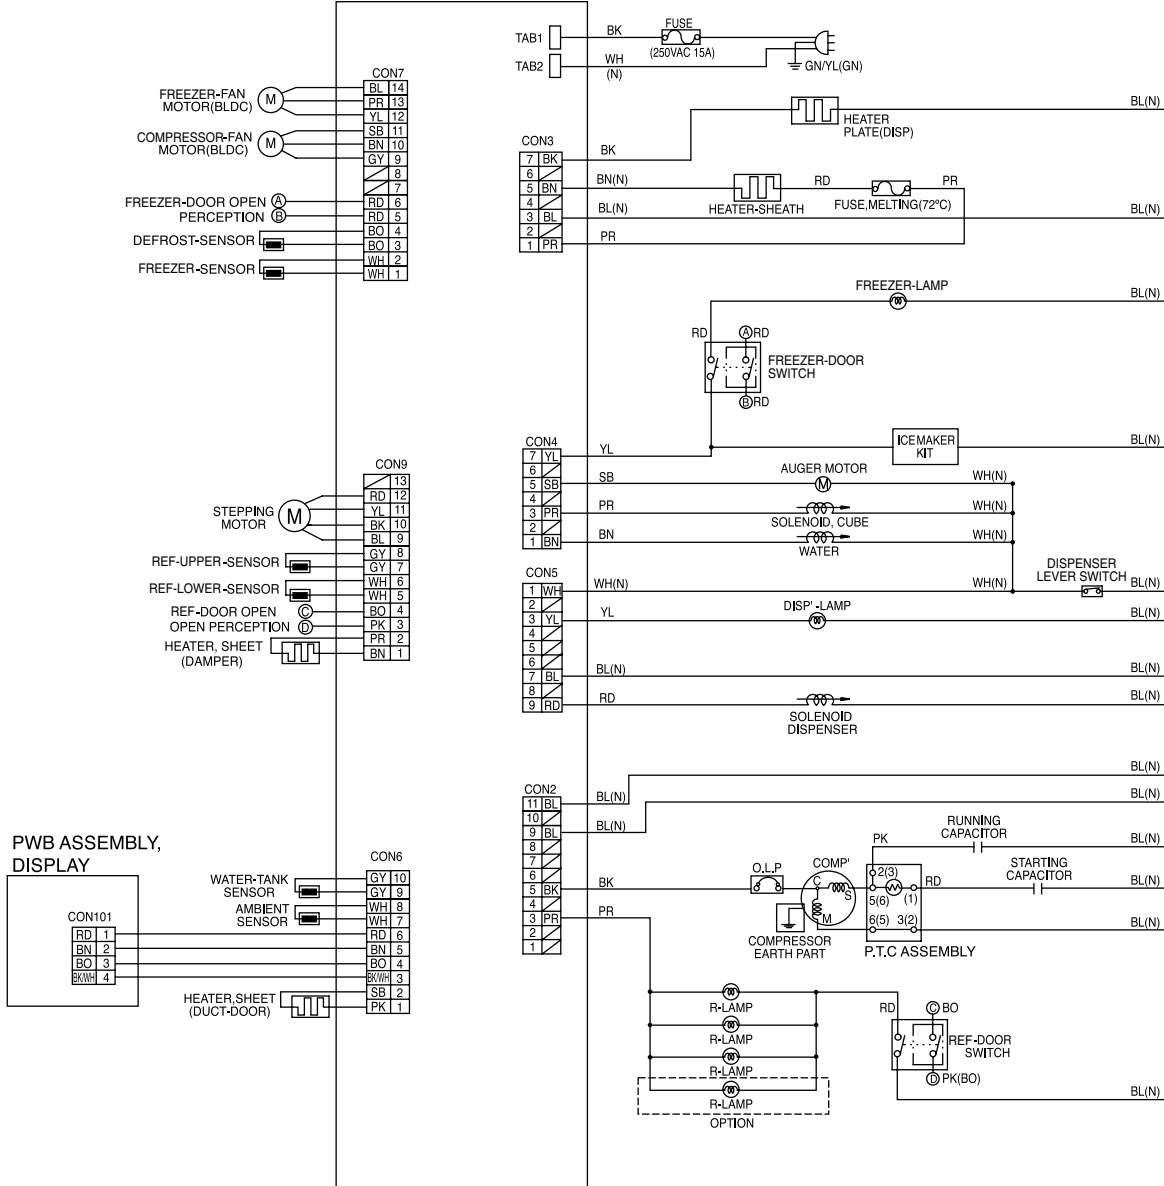 TAB1
BK
FUSE
(250VAC 15A)
TAB2
WH
(N)
GN/YL(GN)
CON7
FREEZER-FAN
MOTOR(BLDC)
M
BL 14
PR 13
YL 12
COMPRESSOR-FAN
MOTOR(BLDC)
M
SB 11
BN 10
GY 9
8
7
FREEZER-DOOR OPEN A
RD 6
PERCEPTION B
RD 5
DEFROST-SENSOR
BO 4
BO 3
FREEZER-SENSOR
WH 2
WH 1
HEATER
PLATE(DISP)
BL(N)
CON3
7 BK
BK
6
5 BN
BN(N)
HEATER-SHEATH
RD
FUSE,MELTING(72ºC)
PR
4
3 BL
BL(N)
BL(N)
2
1 PR
PR
FREEZER-LAMP
BL(N)
RD
A RD
FREEZER-DOOR
SWITCH
B RD
CON4
7 YL
YL
ICEMAKER
KIT
BL(N)
6
5 SB
SB
AUGER MOTOR
M
WH(N)
4
3 PR
PR
SOLENOID, CUBE
WH(N)
2
1 BN
BN
WATER
WH(N)
CON9
13
STEPPING
MOTOR
M
RD 12
YL 11
BK 10
BL 9
REF-UPPER-SENSOR
GY 8
GY 7
REF-LOWER-SENSOR
WH 6
WH 5
REF-DOOR OPEN C
BO 4
OPEN PERCEPTION D
PK 3
HEATER, SHEET
(DAMPER)
PR 2
BN 1
CON5
1 WH
WH(N)
WH(N)
DISPENSER
LEVER SWITCH
BL(N)
2
3 YL
YL
DISP'-LAMP
BL(N)
4
5
6
7 BL
BL(N)
BL(N)
8
9 RD
RD
SOLENOID
DISPENSER
BL(N)
CON2
11 BL
BL(N)
BL(N)
10
9 BL
BL(N)
BL(N)
8
7
6
5 BK
BK
4
3 PR
PR
2
1
O.L.P
COMP'
C
S
M
COMPRESSOR
EARTH PART
PK
2(3)
5(6)
(1)
6(5)
3(2)
P.T.C ASSEMBLY
RUNNING
CAPACITOR
BL(N)
RD
STARTING
CAPACITOR
BL(N)
BL(N)
PWB ASSEMBLY,
DISPLAY
CON101
RD 1
BN 2
BO 3
BK/WH 4
CON6
WATER-TANK
SENSOR
GY 10
GY 9
AMBIENT
SENSOR
WH 8
WH 7
RD 6
BN 5
BO 4
BK/WH 3
HEATER,SHEET
(DUCT-DOOR)
SB 2
PK 1
R-LAMP
R-LAMP
R-LAMP
R-LAMP
OPTION
RD
C BO
REF-DOOR
SWITCH
D PK(BO)
BL(N)